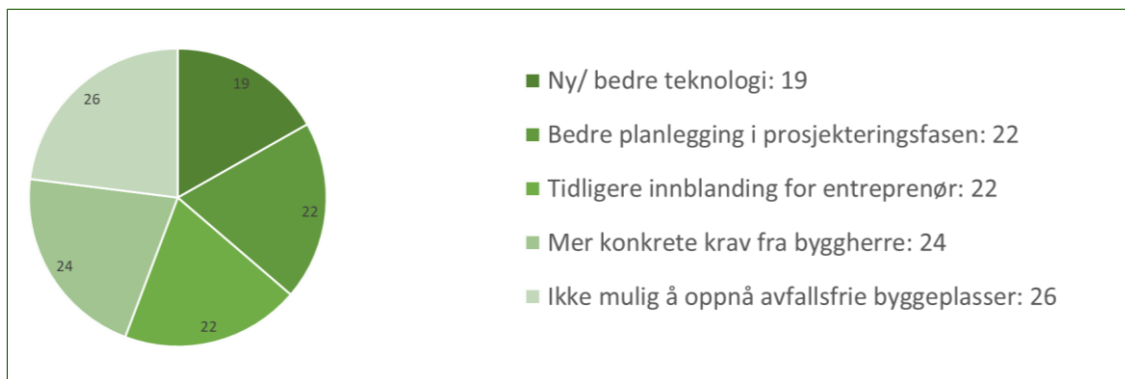 19
26
22
24
22
Ny/ bedre teknologi: 19
Bedre planlegging i prosjekteringsfasen: 22
Tidligere innblanding for entreprenør: 22
Mer konkrete krav fra byggherre: 24
Ikke mulig å oppnå avfallsfrie byggeplasser: 26